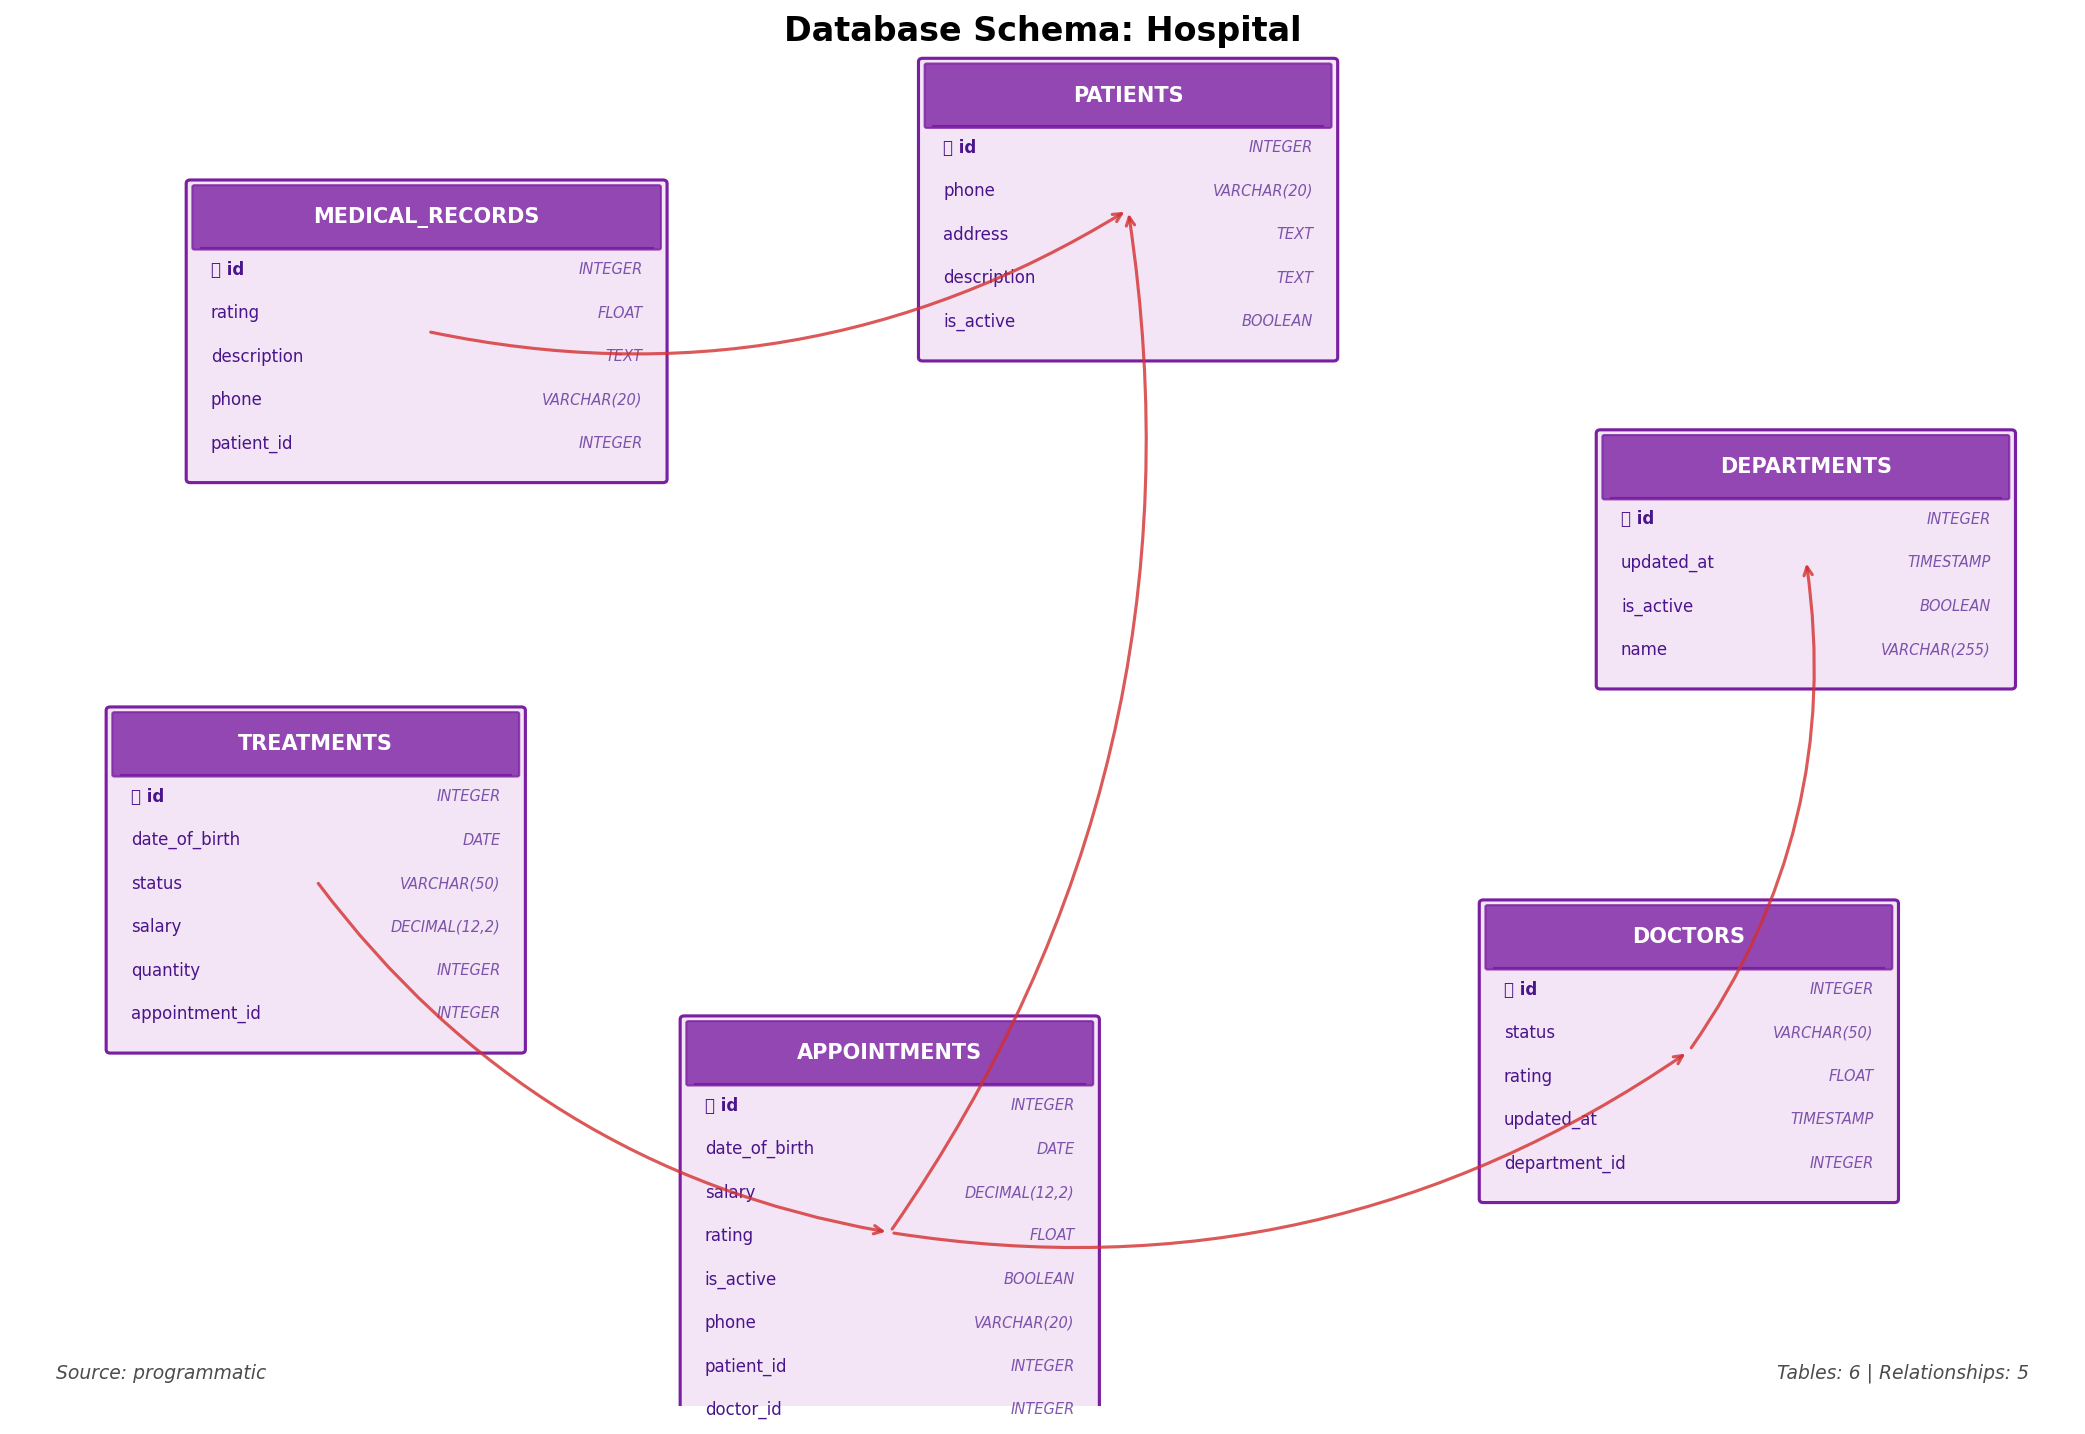 Database Schema: Hospital
PATIENTS
id INTEGER
phone VARCHAR(20)
address TEXT
description TEXT
is_active BOOLEAN
MEDICAL_RECORDS
id INTEGER
rating FLOAT
description TEXT
phone VARCHAR(20)
patient_id INTEGER
DEPARTMENTS
id INTEGER
updated_at TIMESTAMP
is_active BOOLEAN
name VARCHAR(255)
TREATMENTS
id INTEGER
date_of_birth DATE
status VARCHAR(50)
salary DECIMAL(12,2)
quantity INTEGER
appointment_id INTEGER
DOCTORS
id INTEGER
status VARCHAR(50)
rating FLOAT
updated_at TIMESTAMP
department_id INTEGER
APPOINTMENTS
id INTEGER
date_of_birth DATE
salary DECIMAL(12,2)
rating FLOAT
is_active BOOLEAN
phone VARCHAR(20)
patient_id INTEGER
doctor_id INTEGER
Source: programmatic
Tables: 6 | Relationships: 5